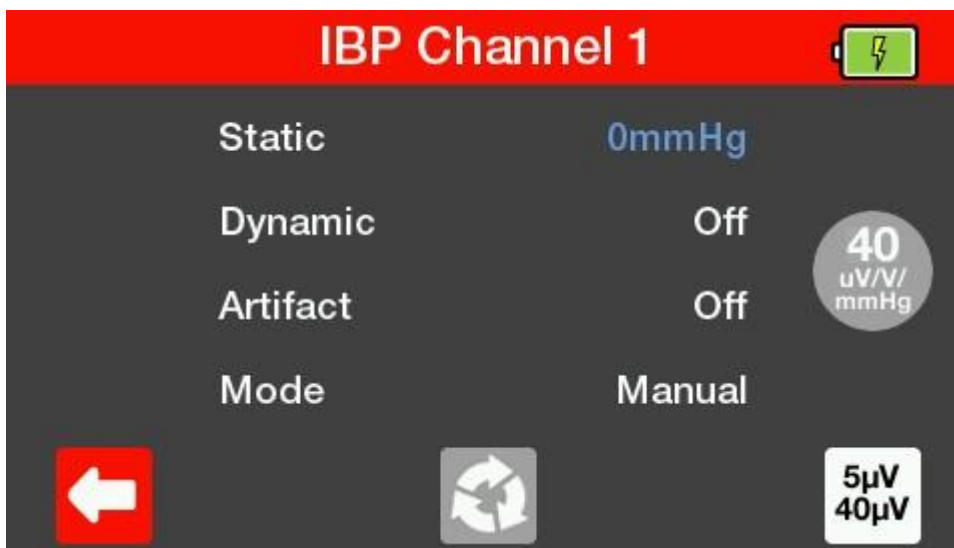 IBP Channel 1
Static 0mmHg
Dynamic Off
Artifact Off
Mode Manual
40
uV/V/
mmHg
5µV
40µV